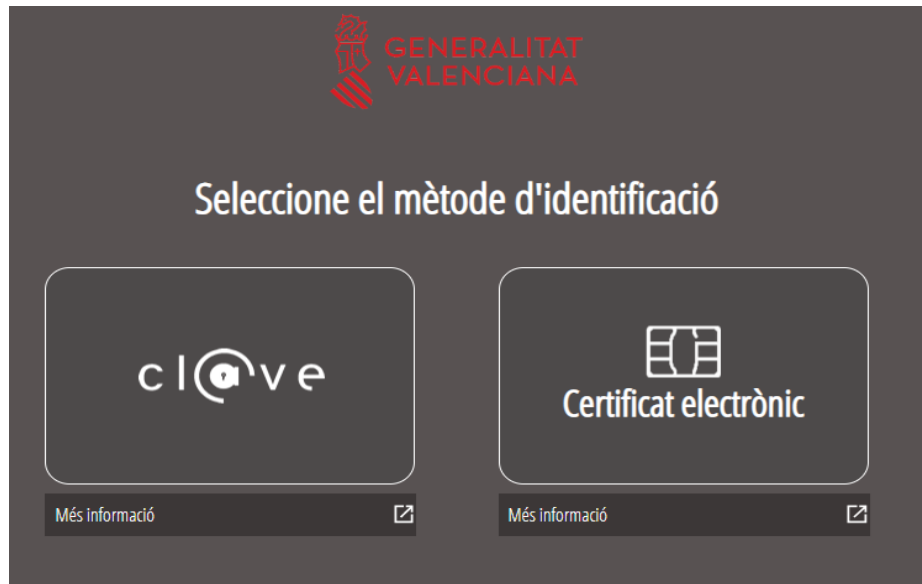 GENERALITAT
VALENCIANA
Seleccione el mètode d'identificació
cl@ve
Certificat electrònic
Més informació
Més informació